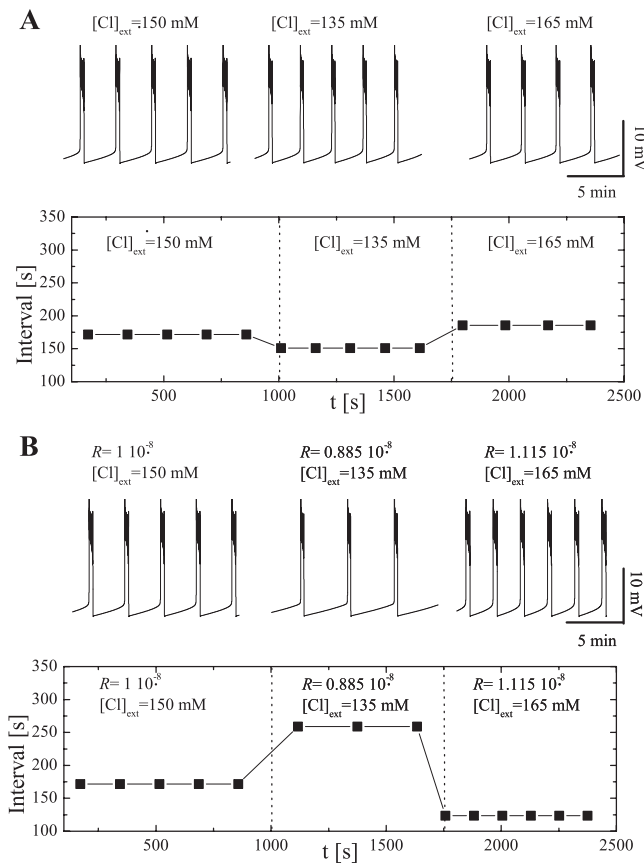 A
[Cl]ext=150 mM [Cl]ext=135 mM [Cl]ext=165 mM
10 mV
5 min
350
300
250
200
150
100
Interval [s]
[Cl]ext=150 mM [Cl]ext=135 mM [Cl]ext=165 mM
500 1000 1500 2000 2500
t [s]
B
R= 1 10-8 R= 0.885 10-8 R= 1.115 10-8
[Cl]ext=150 mM [Cl]ext=135 mM [Cl]ext=165 mM
10 mV
5 min
350
300
250
200
150
100
Interval [s]
R= 1 10-8 R= 0.885 10-8 R= 1.115 10-8
[Cl]ext=150 mM [Cl]ext=135 mM [Cl]ext=165 mM
500 1000 1500 2000 2500
t [s]